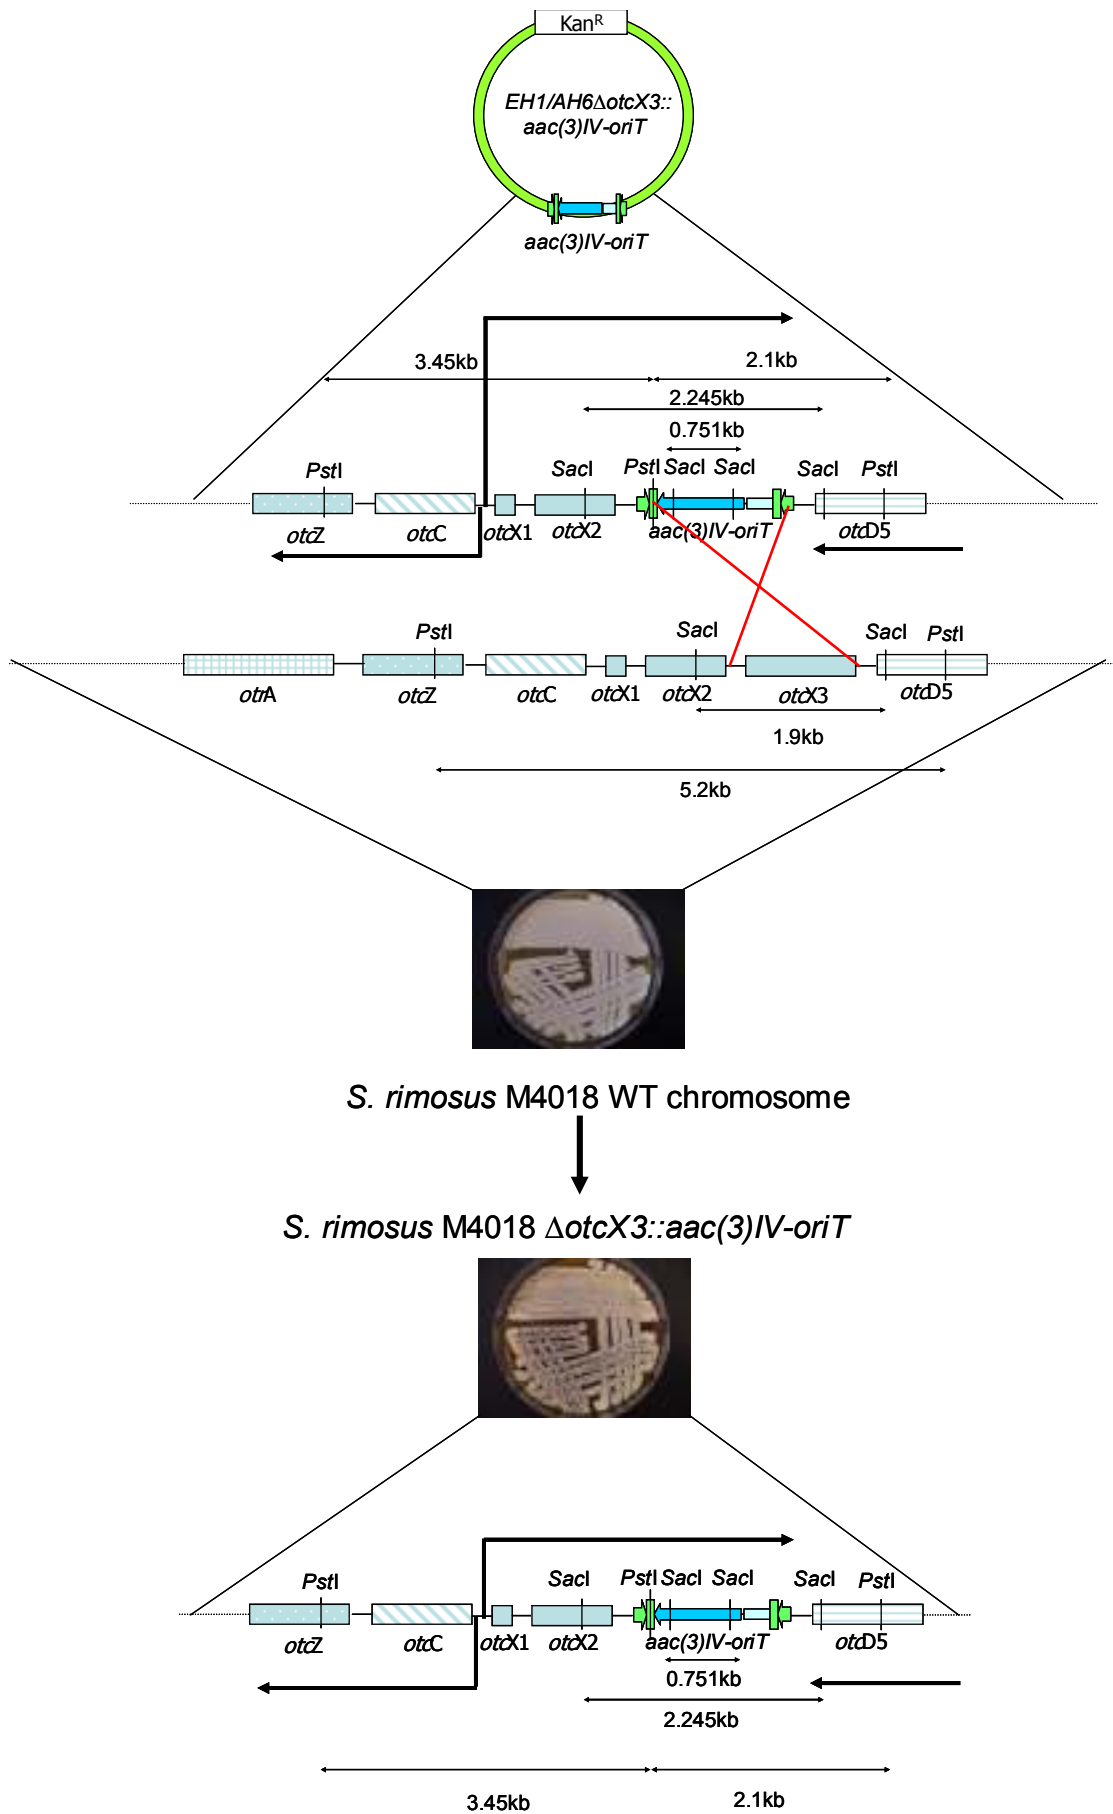 Kan^R
EH1/AH6ΔotcX3::
aac(3)IV-oriT
aac(3)IV-oriT
3.45kb 2.1kb
2.245kb
0.751kb
PstI SacI PstI SacI SacI SacI PstI
otcZ otcC otcX1 otcX2 aac(3)IV-oriT otcD5
PstI SacI SacI PstI
otrA otcZ otcC otcX1 otcX2 otcX3 otcD5
1.9kb
5.2kb
S. rimosus M4018 WT chromosome
S. rimosus M4018 ΔotcX3::aac(3)IV-oriT
PstI SacI PstI SacI SacI SacI PstI
otcZ otcC otcX1 otcX2 aac(3)IV-oriT otcD5
0.751kb
2.245kb
3.45kb 2.1kb